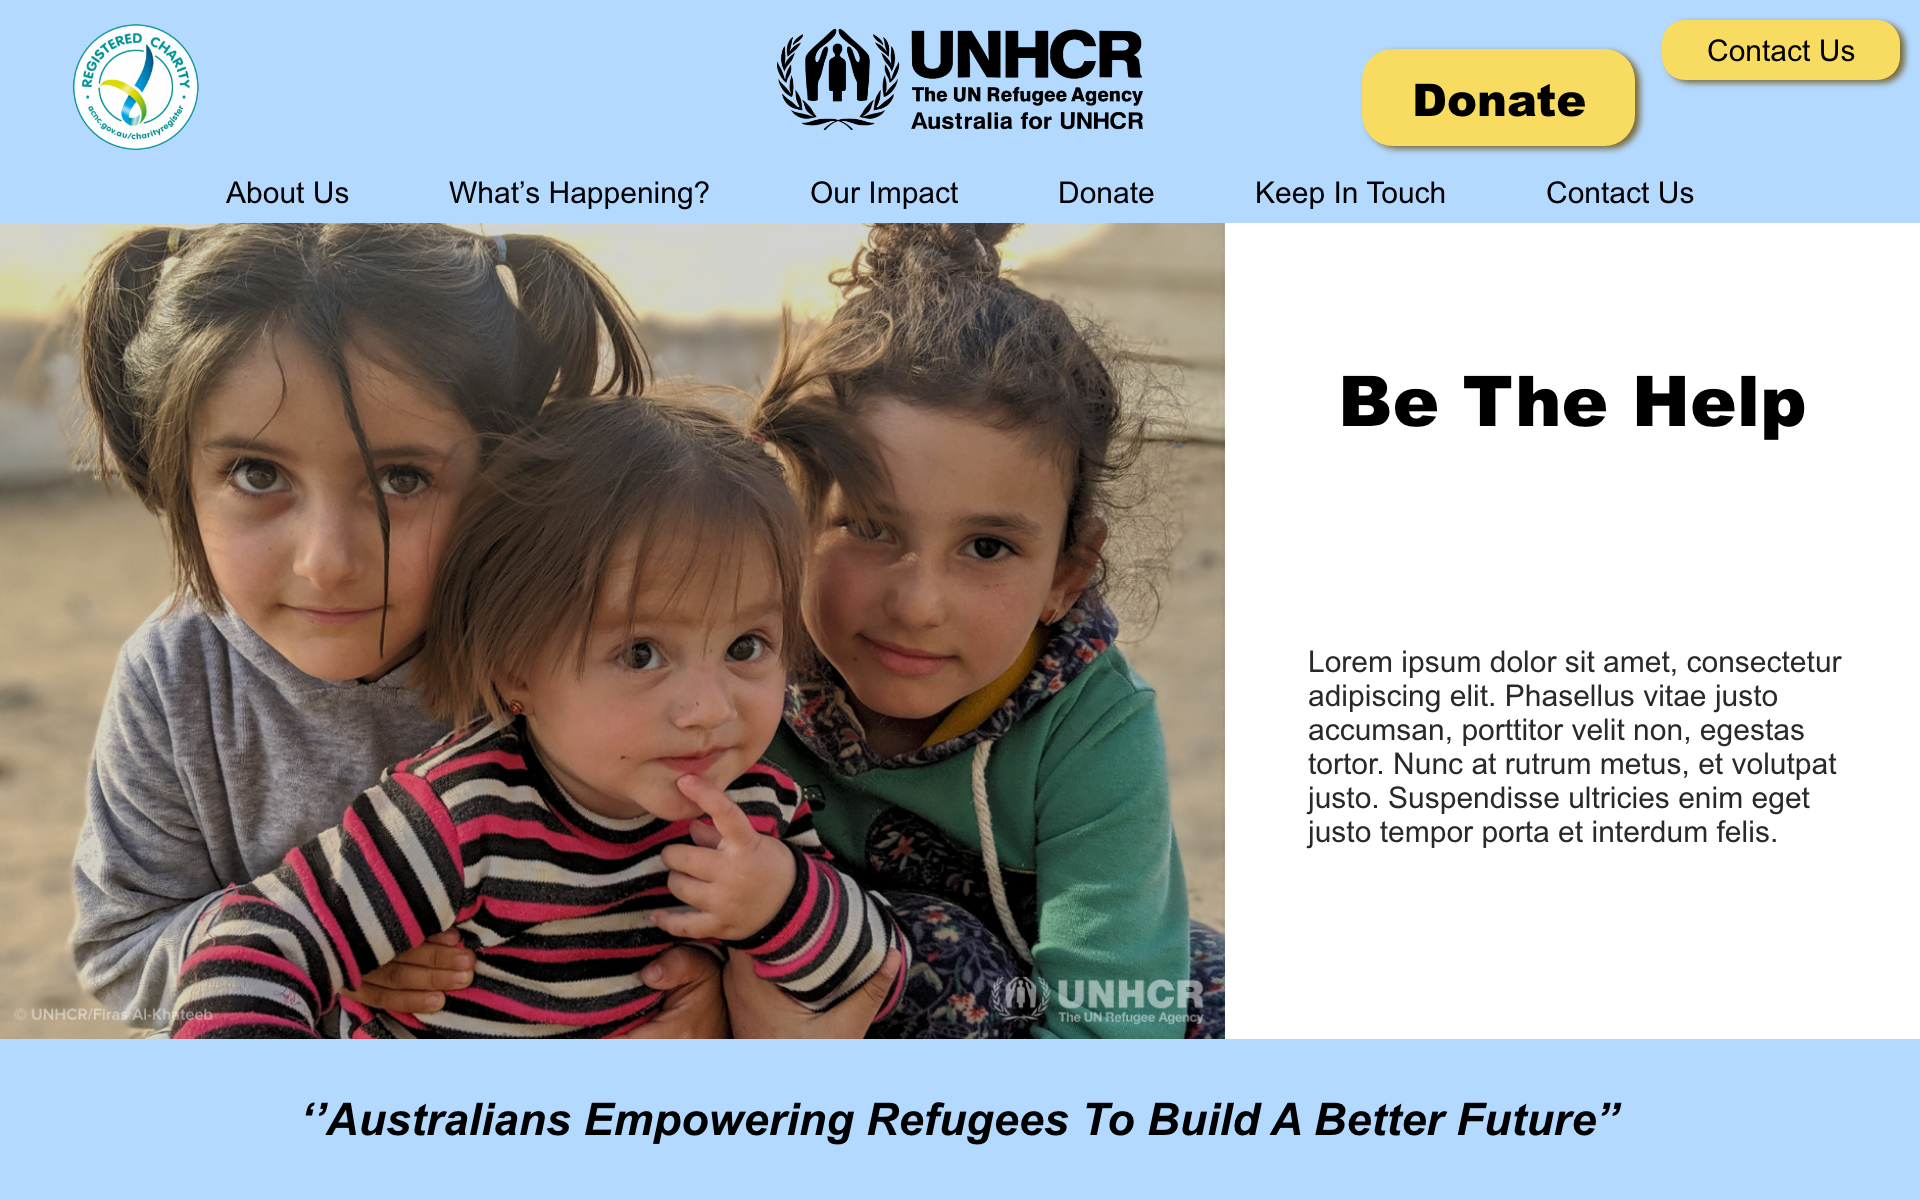 REGISTERED CHARITY
acnc.gov.au/charityregister
UNHCR
The UN Refugee Agency
Australia for UNHCR
Donate
Contact Us
About Us
What’s Happening?
Our Impact
Donate
Keep In Touch
Contact Us
Be The Help
Lorem ipsum dolor sit amet, consectetur
adipiscing elit. Phasellus vitae justo
accumsan, porttitor velit non, egestas
tortor. Nunc at rutrum metus, et volutpat
justo. Suspendisse ultricies enim eget
justo tempor porta et interdum felis.
© UNHCR/Firas Al-Khateeb
UNHCR
The UN Refugee Agency
‘’Australians Empowering Refugees To Build A Better Future’’